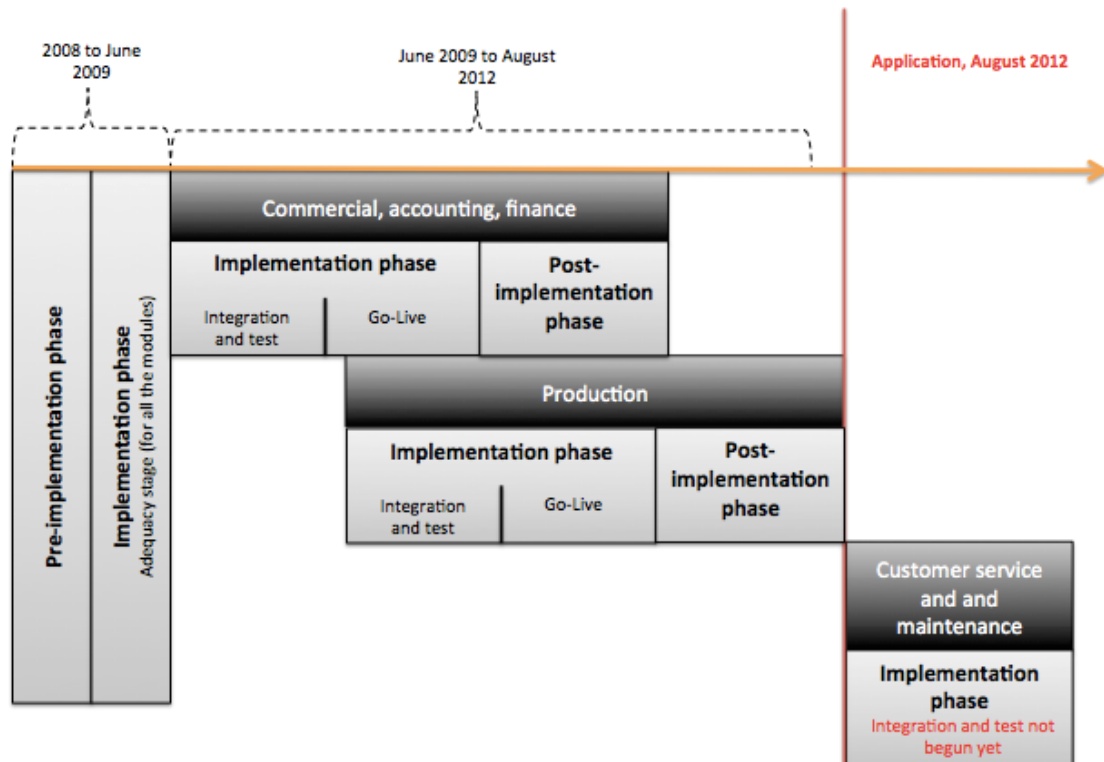 2008 to June
2009
June 2009 to August
2012
Application, August 2012
Pre-implementation phase
Implementation phase
Adequacy stage (for all the modules)
Commercial, accounting, finance
Implementation phase
Integration
and test
Go-Live
Post-
implementation
phase
Production
Implementation phase
Integration
and test
Go-Live
Post-
implementation
phase
Customer service
and and
maintenance
Implementation
phase
Integration and test not
begun yet